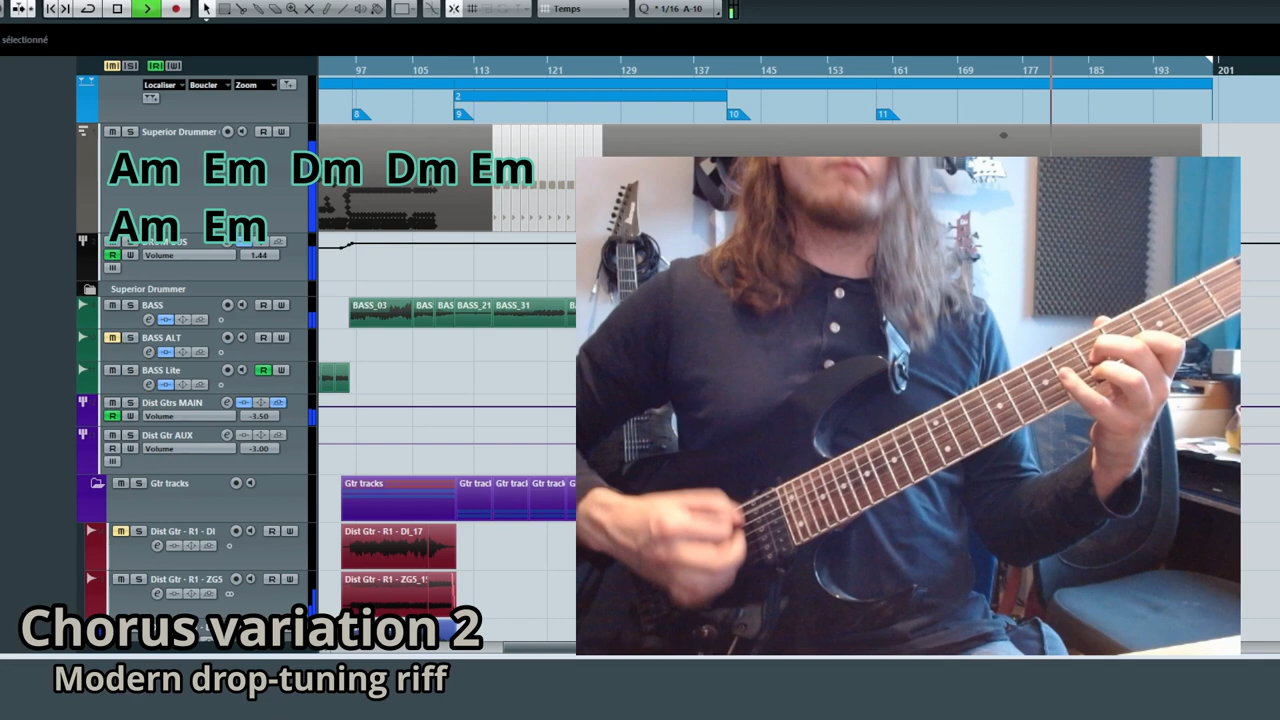 Temps
* 1/16 A-10
sélectionné
M S R W
97 105 113 121 129 137 145 153 161 169 177 185 193 201
Localiser Boucler Zoom
2
8 9 10 11
M S Superior Drummer R W
Am Em Dm Dm Em
Am Em
R W Volume 1.44
Superior Drummer
M S BASS R W
BASS_03 BAS BAS BASS_21 BASS_31
M S BASS ALT R W
M S BASS Lite R W
M S Dist Gtrs MAIN
R W Volume -3.50
M S Dist Gtr AUX
R W Volume -3.00
M S Gtr tracks
Gtr tracks
M S Dist Gtr - R1 - DI R W
Dist Gtr - R1 - DI_17
M S Dist Gtr - R1 - ZG5 R W
Chorus variation 2
Modern drop-tuning riff